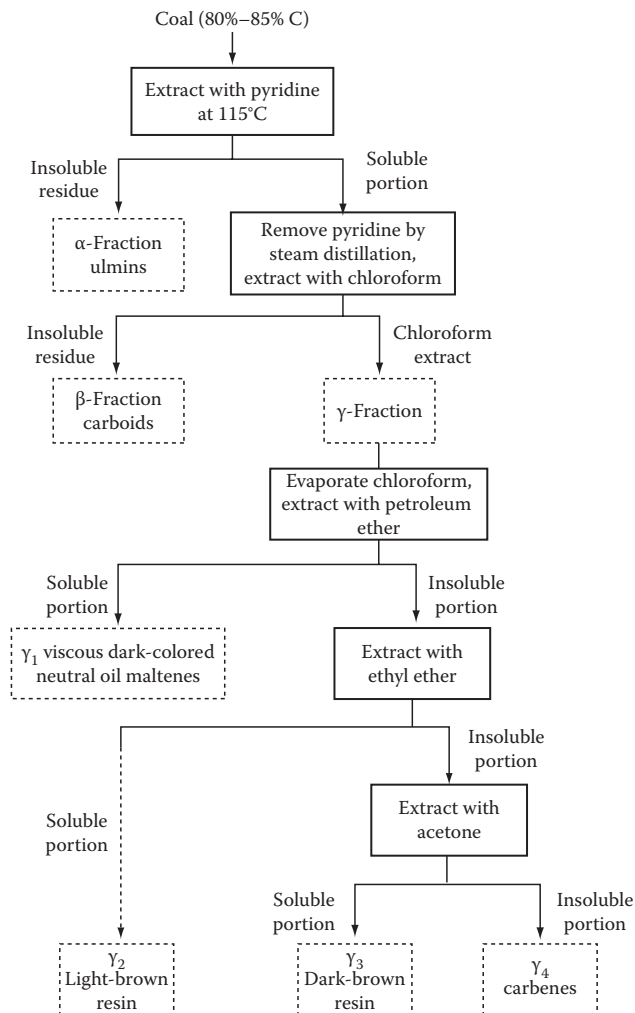 Coal (80%–85% C)
Extract with pyridine
at 115°C
Insoluble
residue
Soluble
portion
α-Fraction
ulmins
Remove pyridine by
steam distillation,
extract with chloroform
Insoluble
residue
Chloroform
extract
β-Fraction
carboids
γ-Fraction
Evaporate chloroform,
extract with petroleum
ether
Soluble
portion
Insoluble
portion
γ₁ viscous dark-colored
neutral oil maltenes
Extract with
ethyl ether
Insoluble
portion
Soluble
portion
Extract with
acetone
Soluble
portion
Insoluble
portion
γ₂
Light-brown
resin
γ₃
Dark-brown
resin
γ₄
carbenes